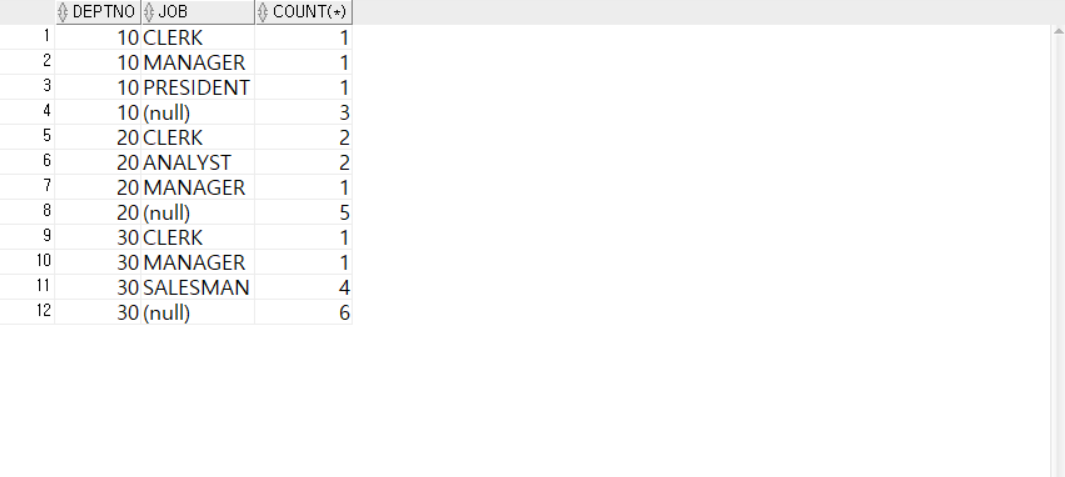 DEPTNO JOB COUNT(*)
1 10 CLERK 1
2 10 MANAGER 1
3 10 PRESIDENT 1
4 10 (null) 3
5 20 CLERK 2
6 20 ANALYST 2
7 20 MANAGER 1
8 20 (null) 5
9 30 CLERK 1
10 30 MANAGER 1
11 30 SALESMAN 4
12 30 (null) 6